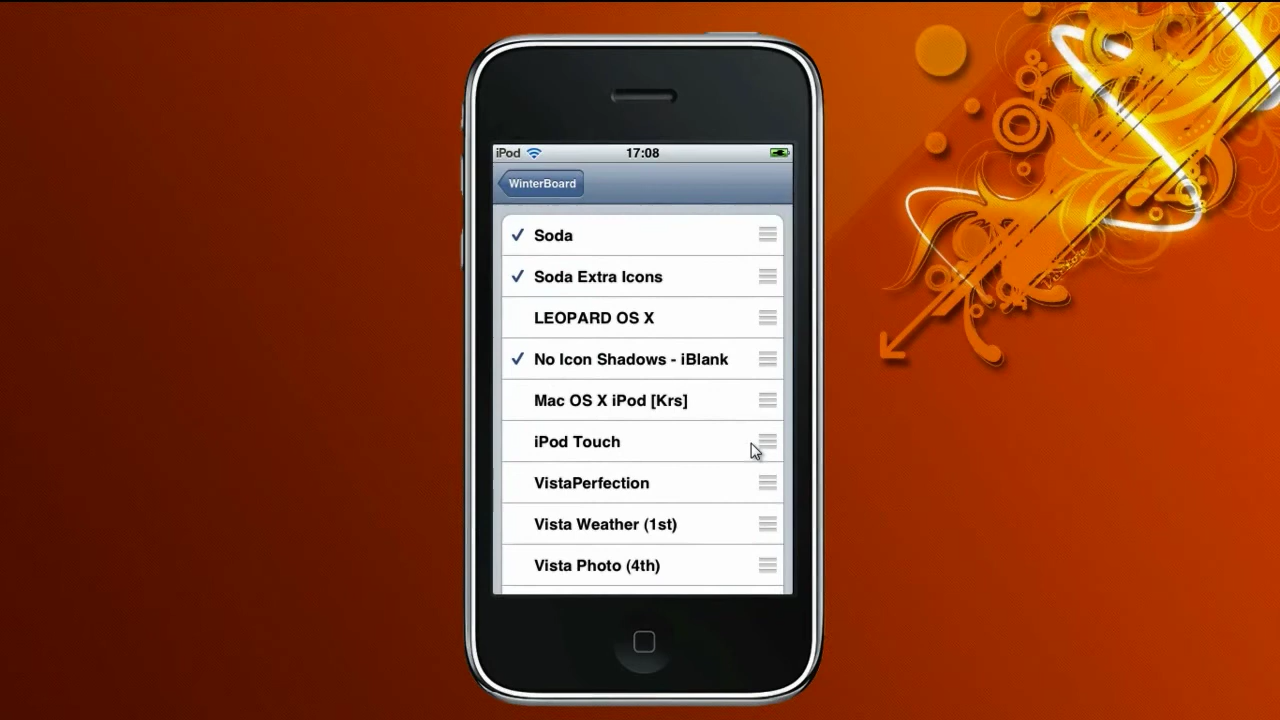 iPod 17:08
WinterBoard
Soda
Soda Extra Icons
LEOPARD OS X
No Icon Shadows - iBlank
Mac OS X iPod [Krs]
iPod Touch
VistaPerfection
Vista Weather (1st)
Vista Photo (4th)